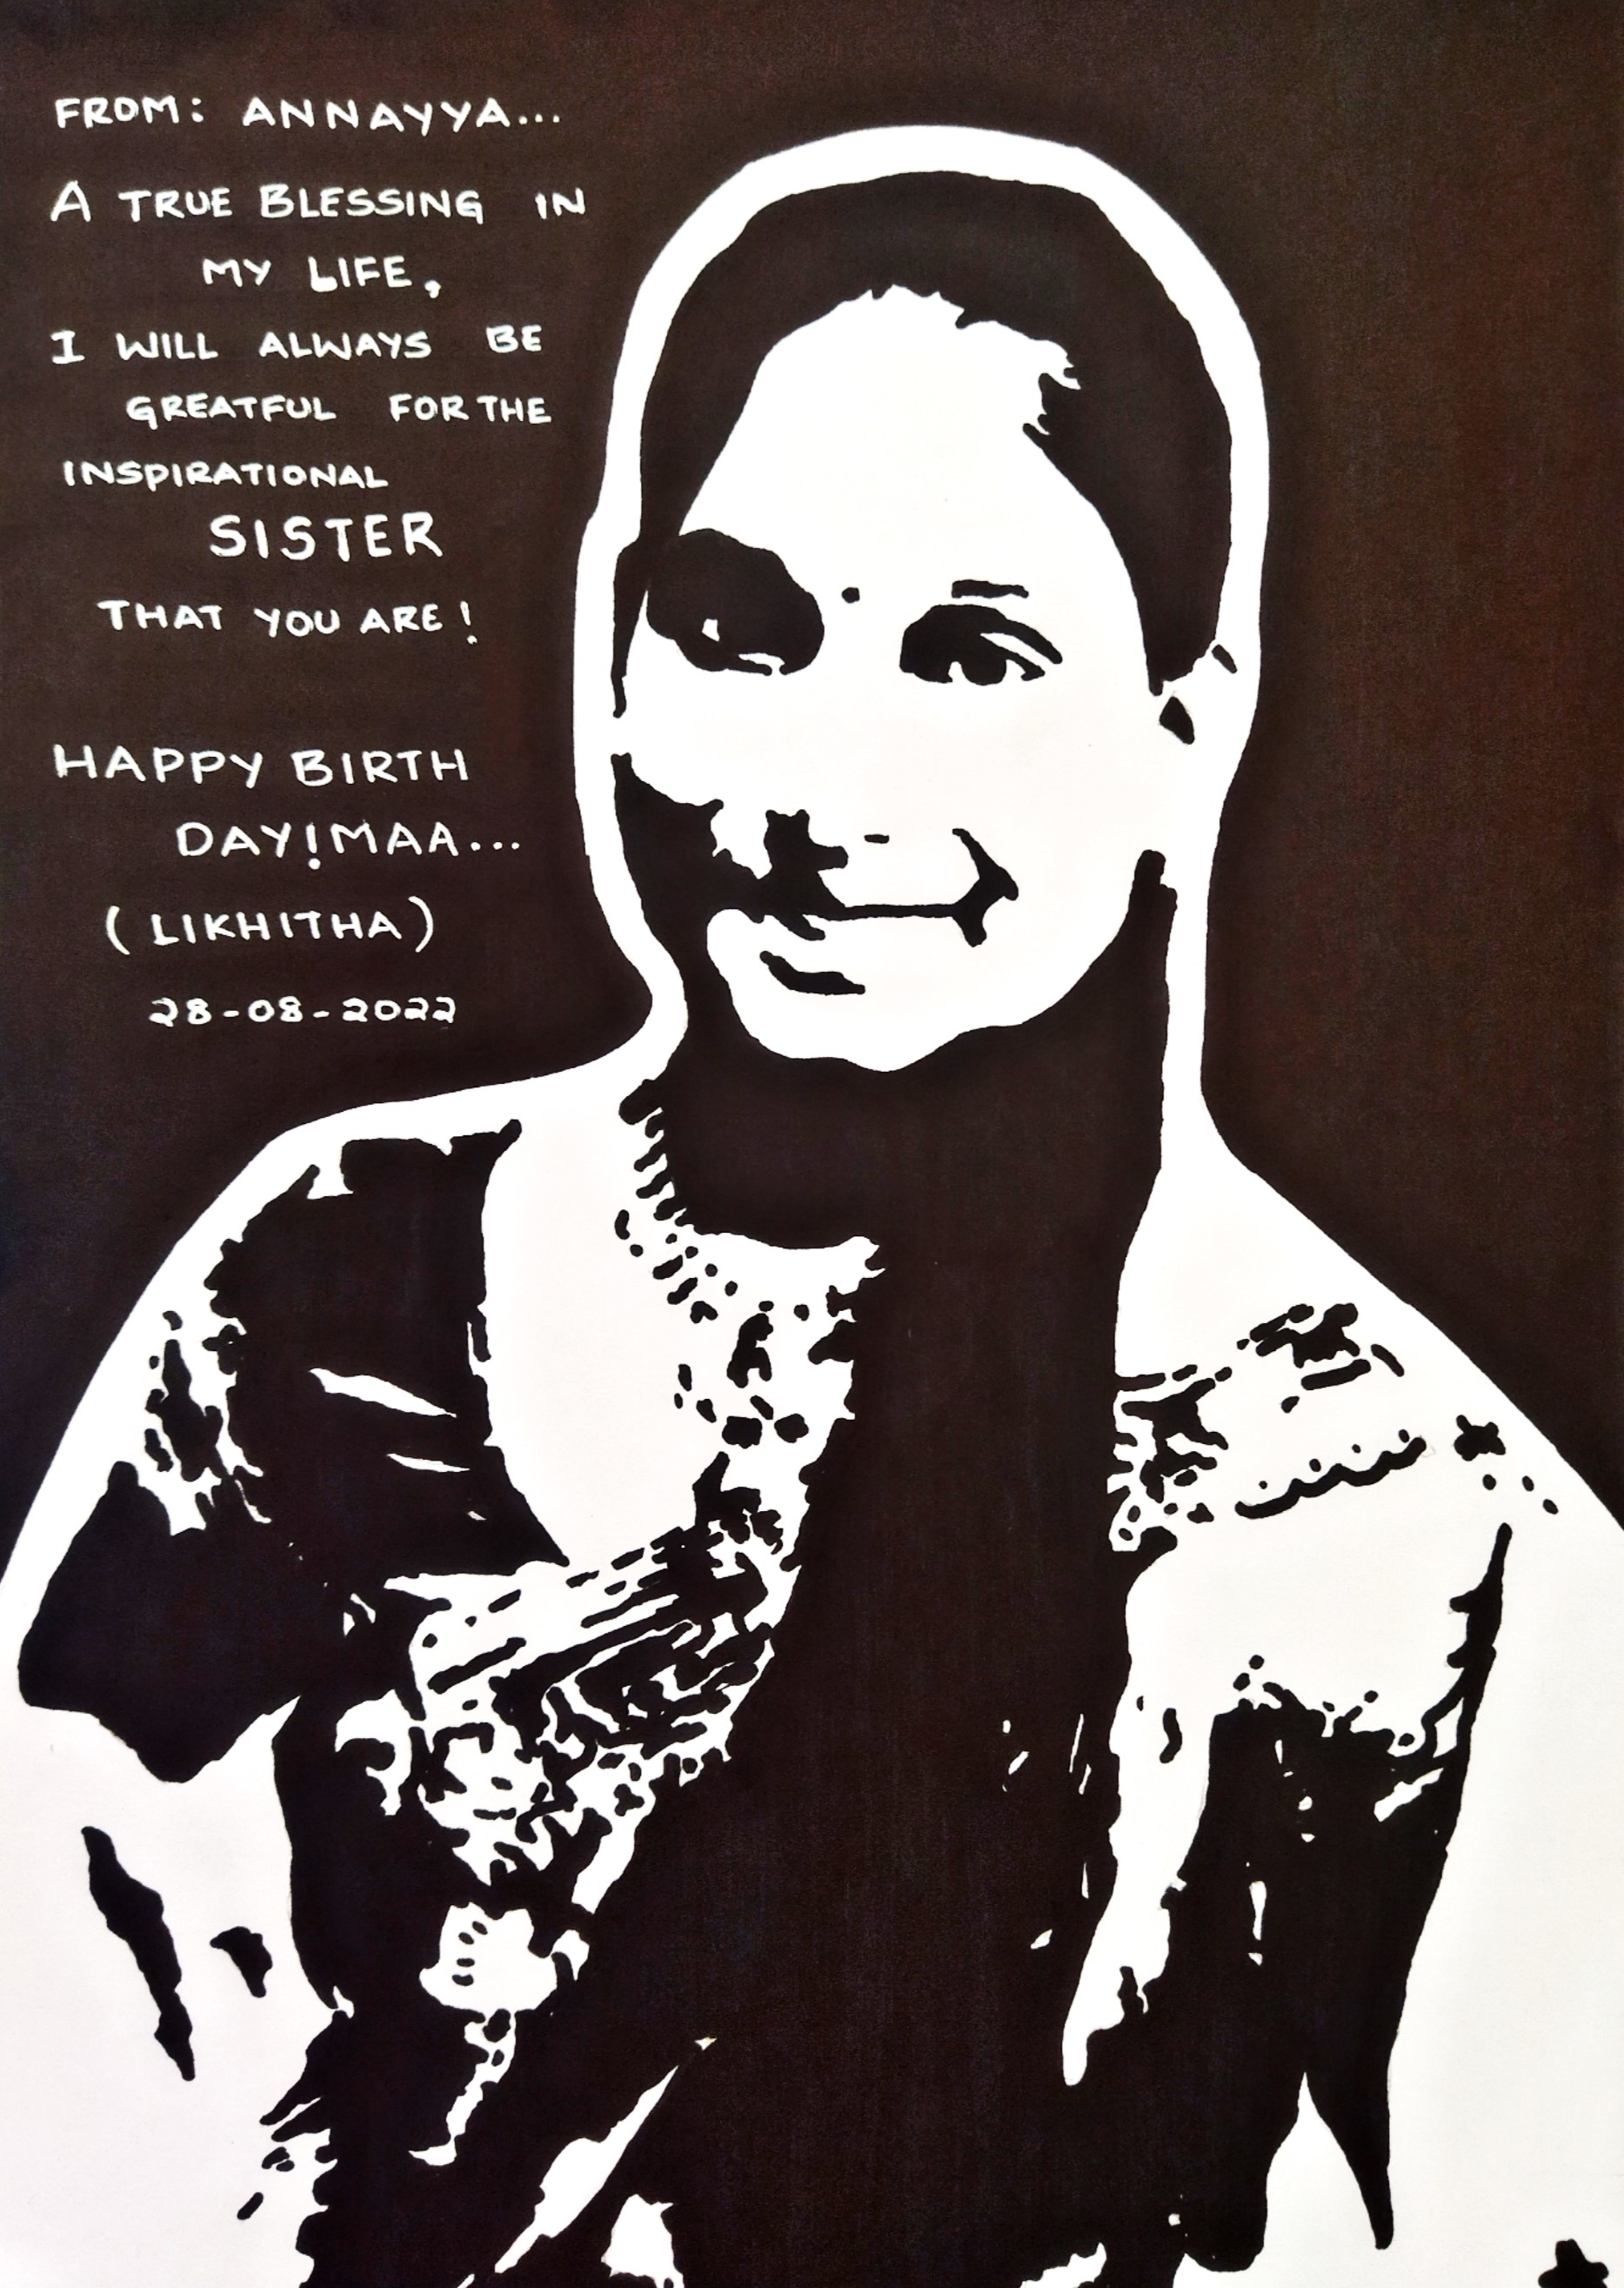 FROM: ANNAYYA...
A TRUE BLESSING IN
MY LIFE,
I WILL ALWAYS BE
GREATFUL FOR THE
INSPIRATIONAL
SISTER
THAT YOU ARE!
HAPPY BIRTH
DAY!MAA...
(LIKHITHA)
28-08-2022